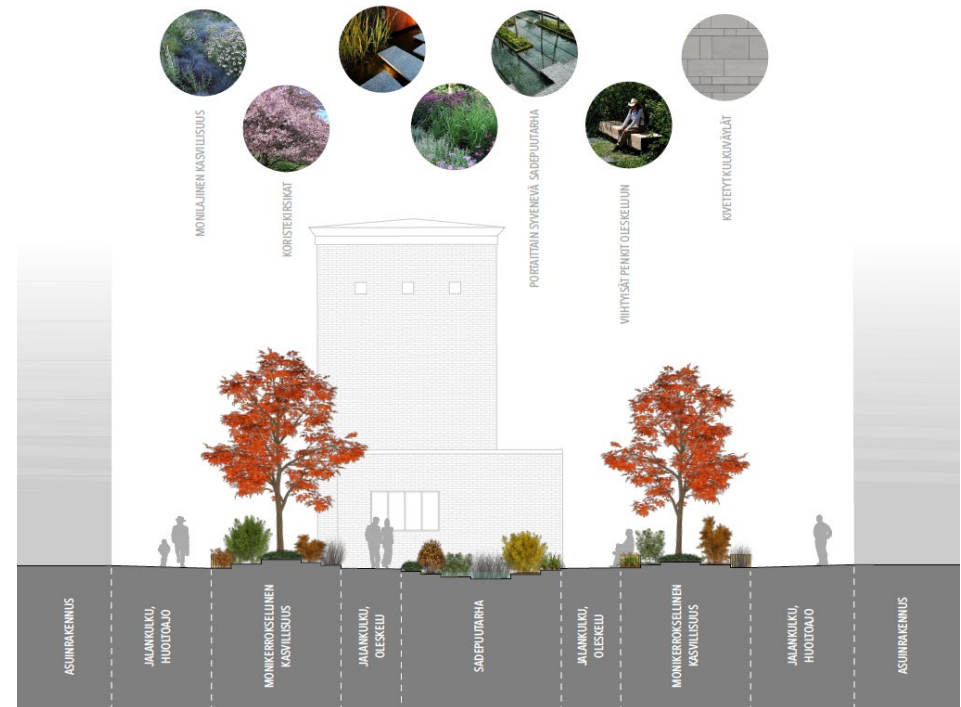 MONILAJINEN KASVILLISUUS
KORISTEKIRSIKAT
PORTAITTAIN SYVENEVÄ SADEPUUTARHA
VIIHTYISÄT PENKIT OLESKELUUN
KIVETETYT KULKUVÄYLÄT
ASUINRAKENNUS
JALANKULKU,
HUOLTOAJO
MONIKERROKSELLINEN
KASVILLISUUS
JALANKULKU,
OLESKELU
SADEPUUTARHA
JALANKULKU,
OLESKELU
MONIKERROKSELLINEN
KASVILLISUUS
JALANKULKU,
HUOLTOAJO
ASUINRAKENNUS